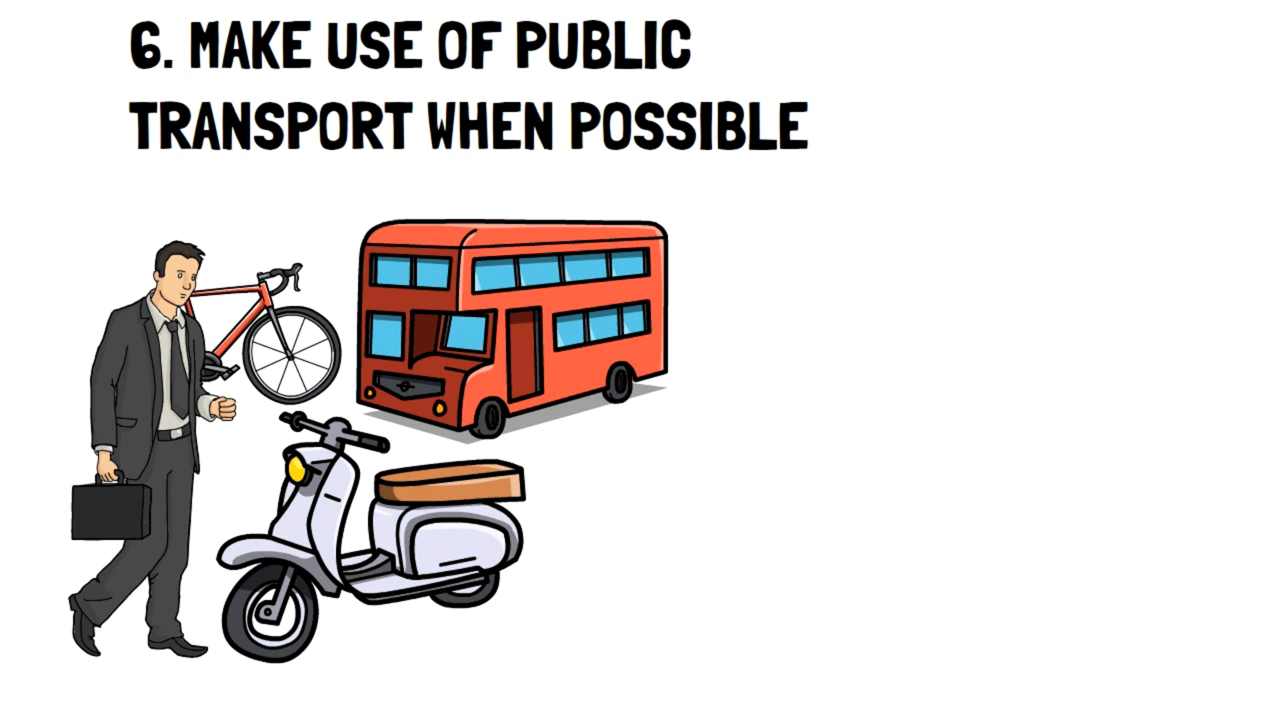 6. MAKE USE OF PUBLIC
TRANSPORT WHEN POSSIBLE